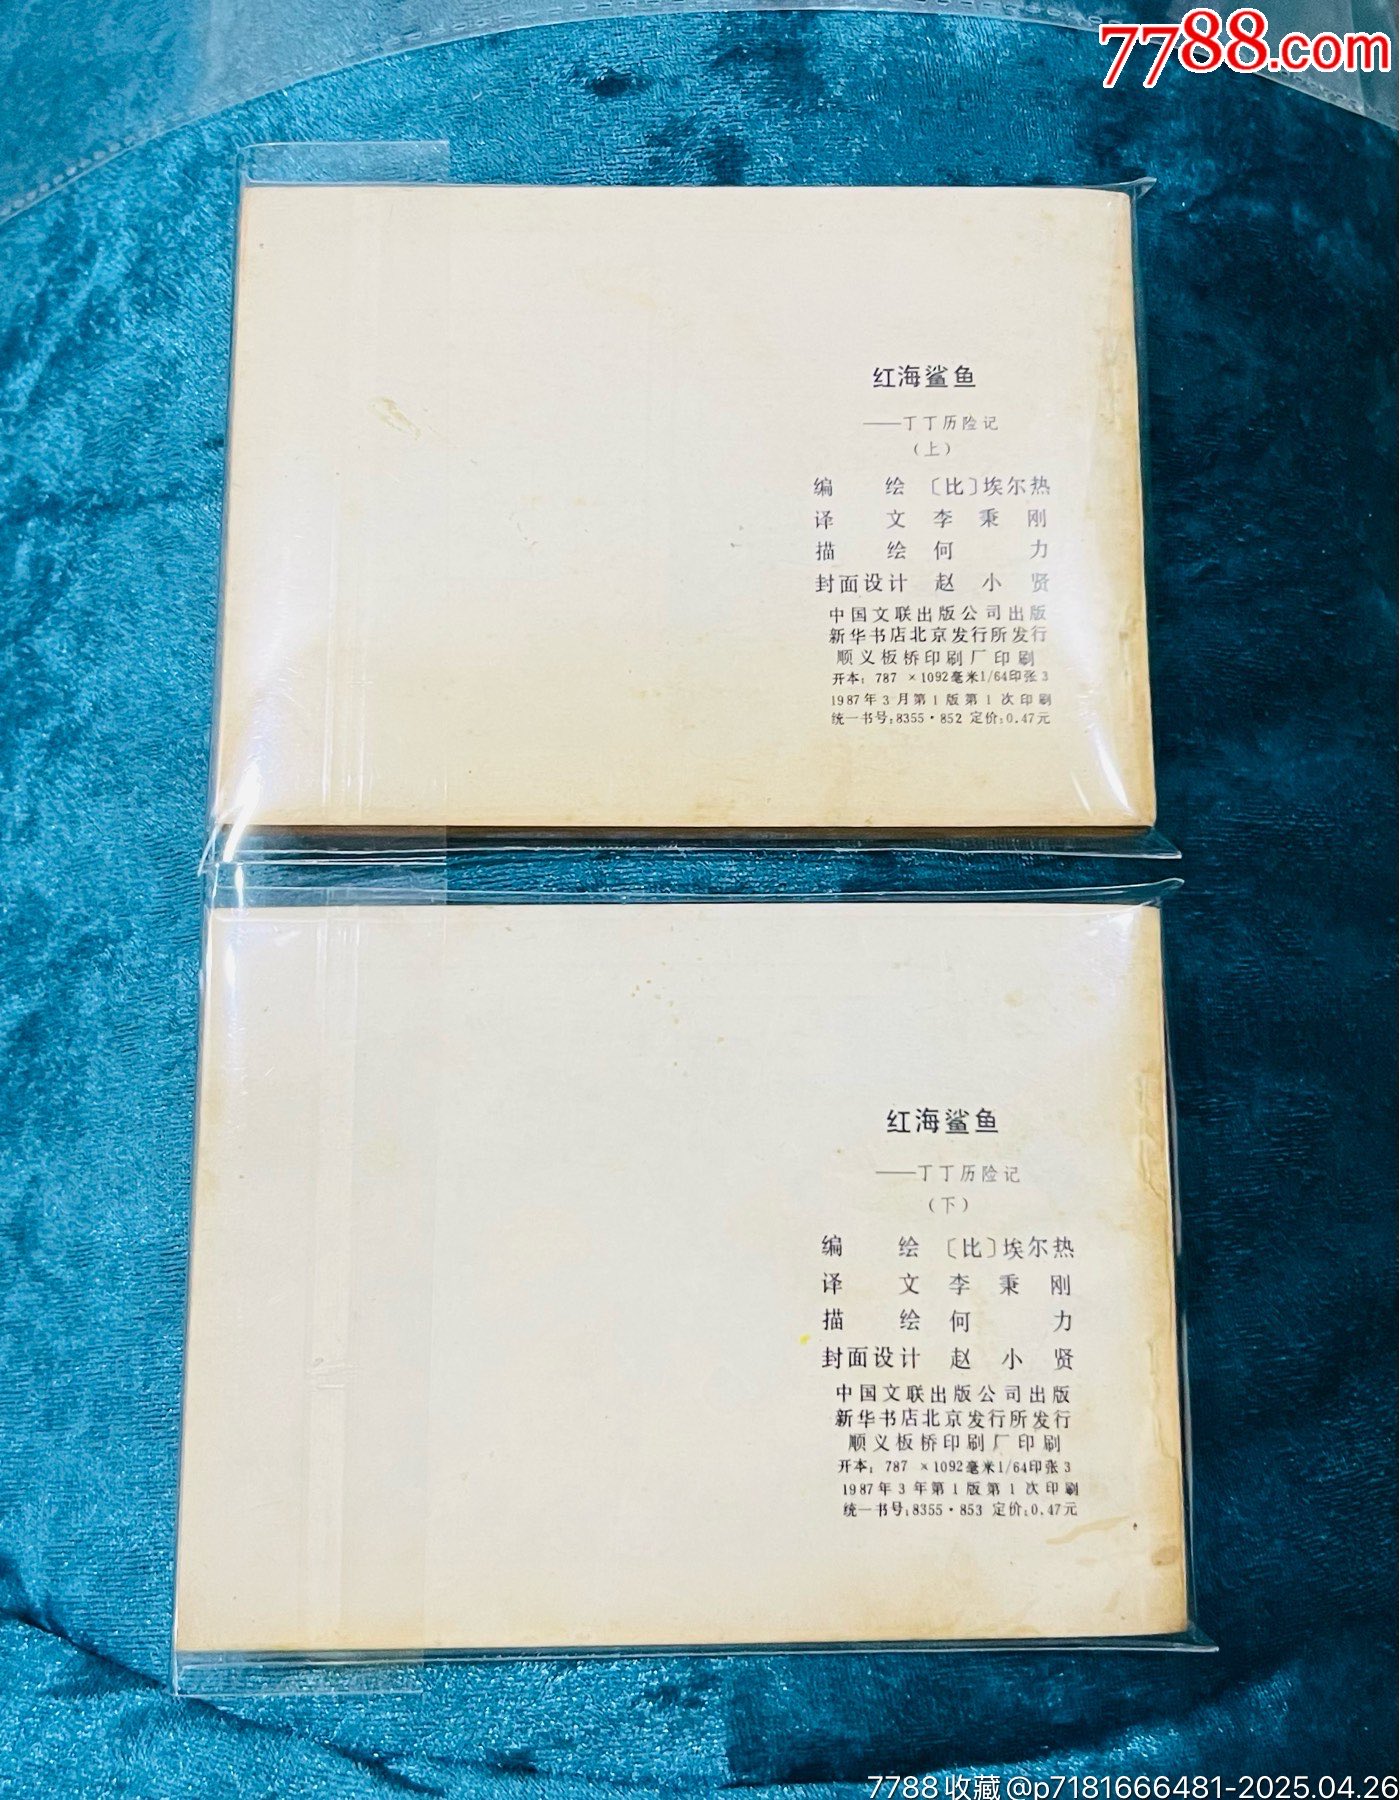 7788.com
红海鲨鱼
——丁丁历险记
（上）
编 绘 〔比〕埃尔热
译 文 李秉刚
描 绘 何力
封面设计 赵小贤
中国文联出版公司出版
新华书店北京发行所发行
顺义板桥印刷厂印刷
开本：787 ×1092毫米1/64印张3
1987年3月第1版第1次印刷
统一书号：8355·852 定价：0.47元
红海鲨鱼
——丁丁历险记
（下）
编 绘 〔比〕埃尔热
译 文 李秉刚
描 绘 何力
封面设计 赵小贤
中国文联出版公司出版
新华书店北京发行所发行
顺义板桥印刷厂印刷
开本：787 ×1092毫米1/64印张3
1987年3年第1版第1次印刷
统一书号：8355·853 定价：0.47元
7788收藏@p7181666481-2025.04.26